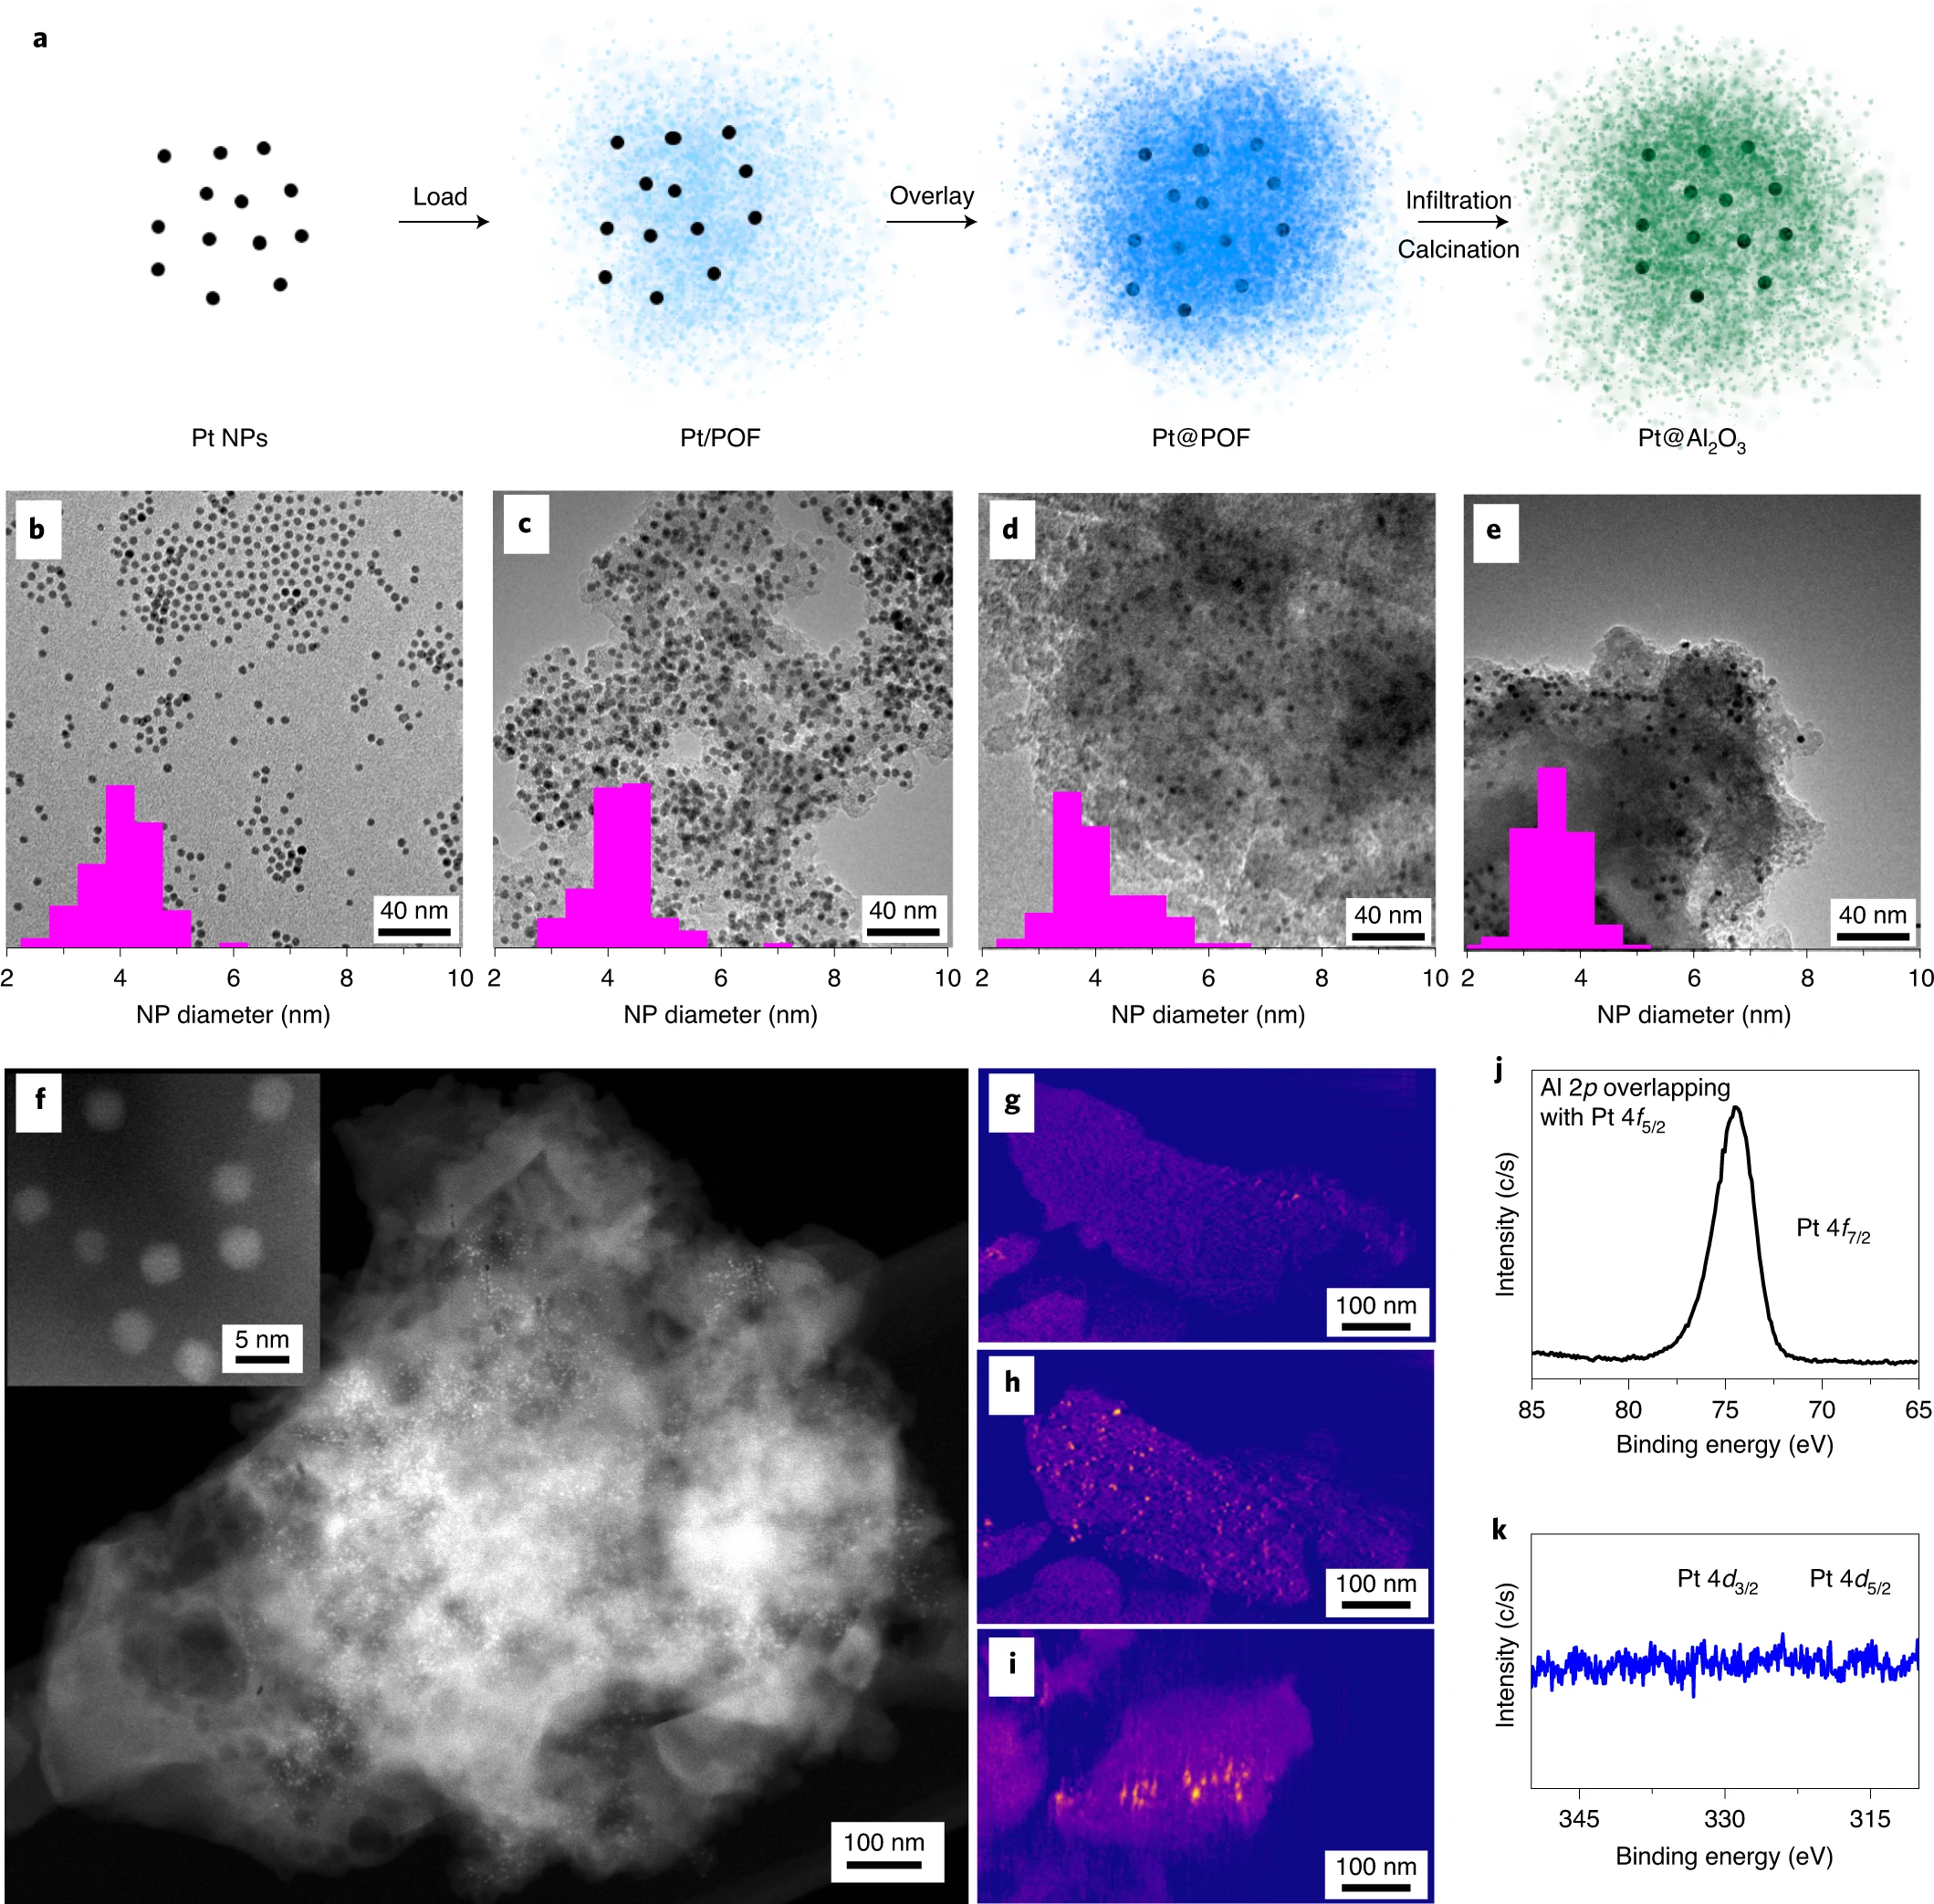 a
Load
Overlay
Infiltration
Calcination
Pt NPs
Pt/POF
Pt@POF
Pt@Al₂O₃
b
40 nm
2 4 6 8 10
NP diameter (nm)
c
40 nm
2 4 6 8 10
NP diameter (nm)
d
40 nm
2 4 6 8 10
NP diameter (nm)
e
40 nm
2 4 6 8 10
NP diameter (nm)
f
5 nm
100 nm
g
100 nm
h
100 nm
i
100 nm
j
Al 2p overlapping
with Pt 4f5/2
Pt 4f7/2
Intensity (c/s)
85 80 75 70 65
Binding energy (eV)
k
Pt 4d3/2 Pt 4d5/2
Intensity (c/s)
345 330 315
Binding energy (eV)